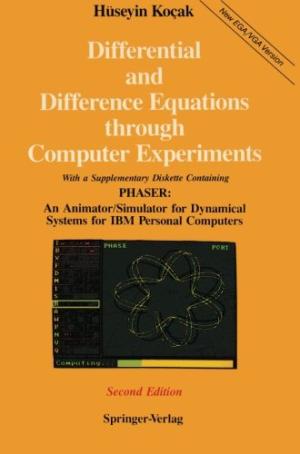 Hüseyin Koçak
New EGA/VGA Version
Differential
and
Difference Equations
through
Computer Experiments
With a Supplementary Diskette Containing
PHASER:
An Animator/Simulator for Dynamical
Systems for IBM Personal Computers
PHASE
PORT
Computing...
Second Edition
Springer-Verlag